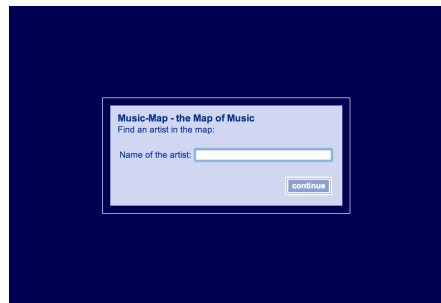 Music-Map - the Map of Music
Find an artist in the map:
Name of the artist:
continue